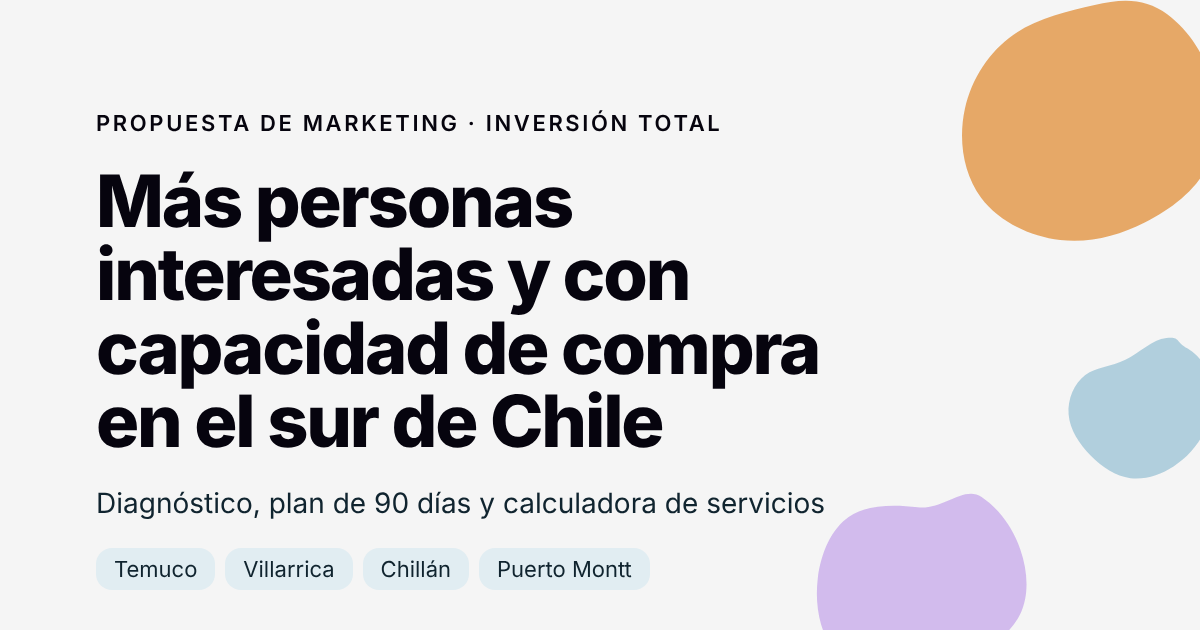 PROPUESTA DE MARKETING · INVERSIÓN TOTAL
Más personas
interesadas y con
capacidad de compra
en el sur de Chile
Diagnóstico, plan de 90 días y calculadora de servicios
Temuco Villarrica Chillán Puerto Montt